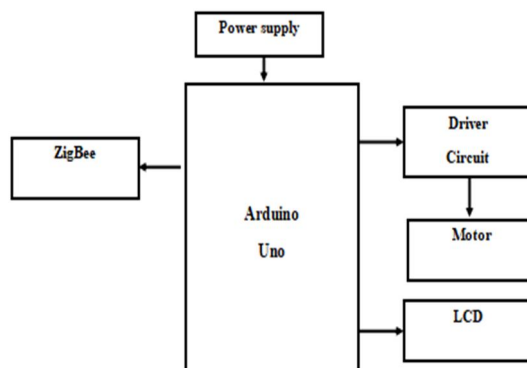 Power supply
ZigBee
Arduino
Uno
Driver
Circuit
Motor
LCD